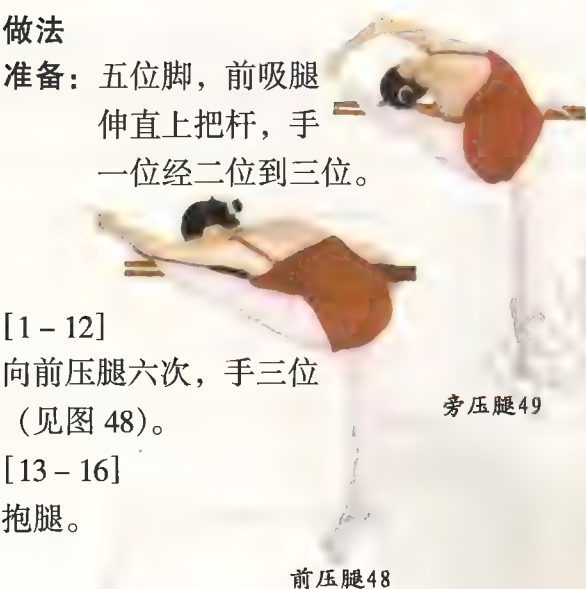 做法
准备：五位脚，前吸腿
伸直上把杆，手
一位经二位到三位。
[1－12]
向前压腿六次，手三位
（见图 48）。
[13－16]
抱腿。
旁压腿49
前压腿48